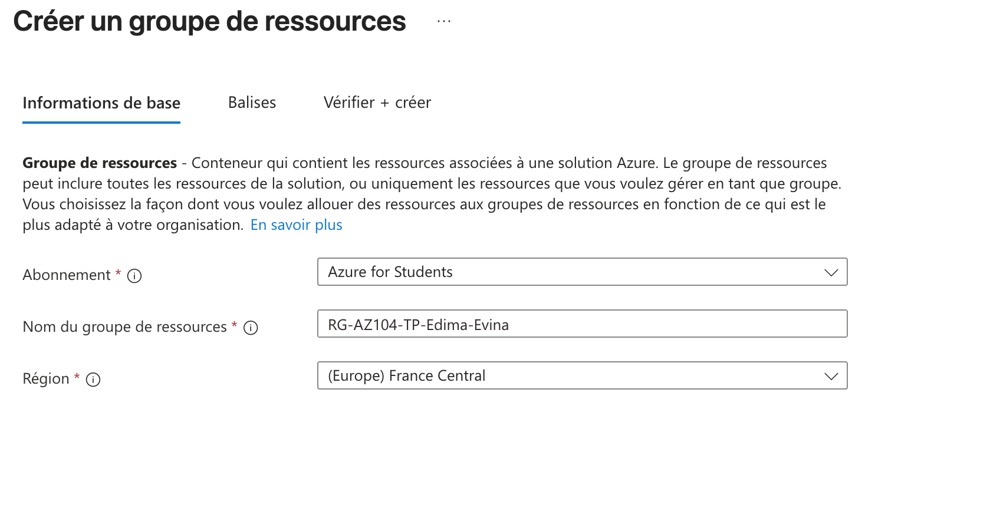 Créer un groupe de ressources ...
Informations de base Balises Vérifier + créer
Groupe de ressources - Conteneur qui contient les ressources associées à une solution Azure. Le groupe de ressources
peut inclure toutes les ressources de la solution, ou uniquement les ressources que vous voulez gérer en tant que groupe.
Vous choisissez la façon dont vous voulez allouer des ressources aux groupes de ressources en fonction de ce qui est le
plus adapté à votre organisation. En savoir plus
Abonnement * Azure for Students
Nom du groupe de ressources * RG-AZ104-TP-Edima-Evina
Région * (Europe) France Central